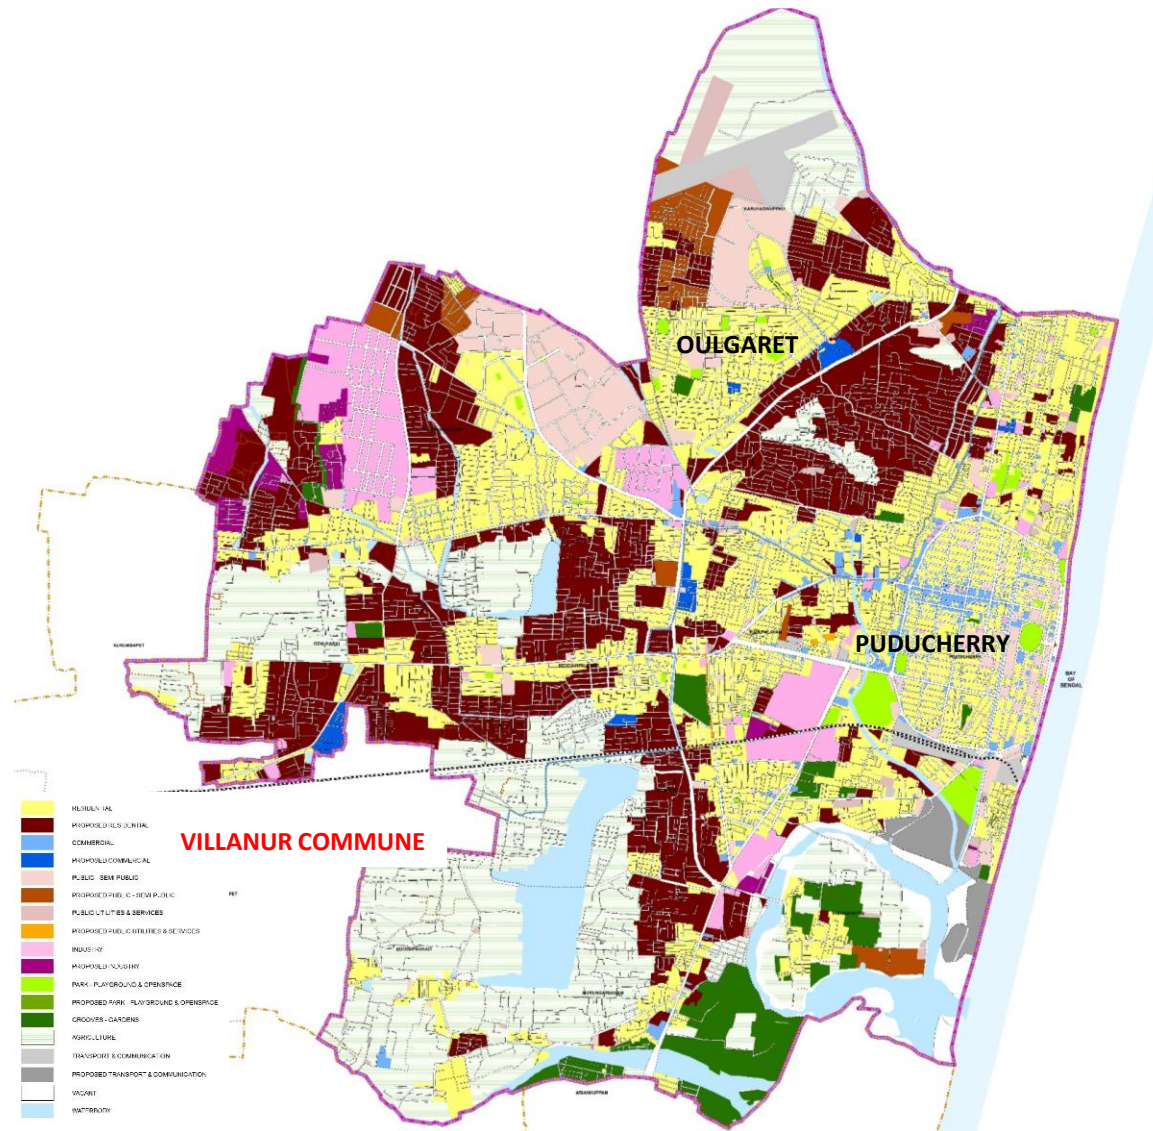 OULGARET
PUDUCHERRY
BAY
OF
BENGAL
VILLANUR COMMUNE
RESIDENTIAL
PROPOSED RESIDENTIAL
COMMERCIAL
PROPOSED COMMERCIAL
PUBLIC - SEMI PUBLIC
PROPOSED PUBLIC - SEMI PUBLIC
PUBLIC UTILITIES & SERVICES
PROPOSED PUBLIC UTILITIES & SERVICES
INDUSTRY
PROPOSED INDUSTRY
PARK - PLAYGROUND & OPENSPACE
PROPOSED PARK - PLAYGROUND & OPENSPACE
GROOVES - GARDENS
AGRICULTURE
TRANSPORT & COMMUNICATION
PROPOSED TRANSPORT & COMMUNICATION
VACANT
WATERBODY